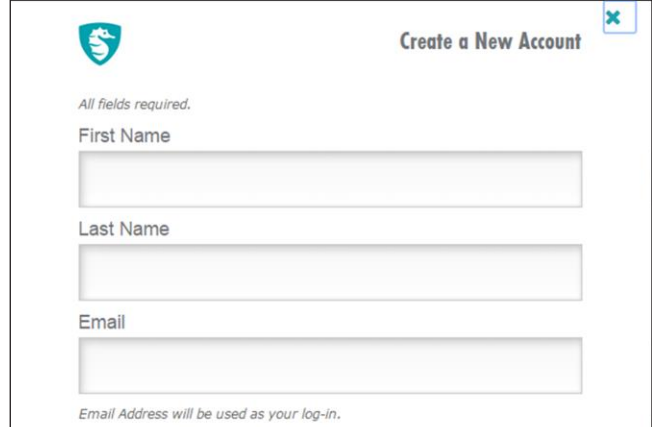 Create a New Account
All fields required.
First Name
Last Name
Email
Email Address will be used as your log-in.